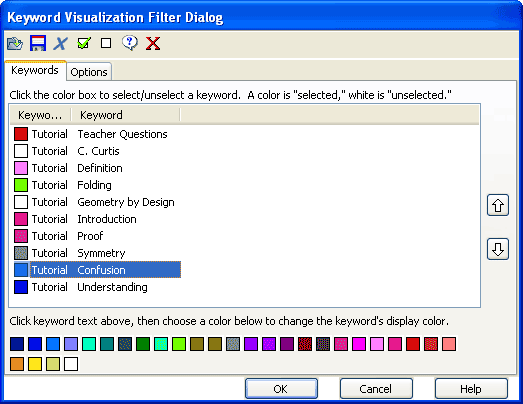 Keyword Visualization Filter Dialog
Keywords Options
Click the color box to select/unselect a keyword. A color is "selected," white is "unselected."
Keywo... Keyword
Tutorial Teacher Questions
Tutorial C. Curtis
Tutorial Definition
Tutorial Folding
Tutorial Geometry by Design
Tutorial Introduction
Tutorial Proof
Tutorial Symmetry
Tutorial Confusion
Tutorial Understanding
Click keyword text above, then choose a color below to change the keyword's display color.
OK Cancel Help